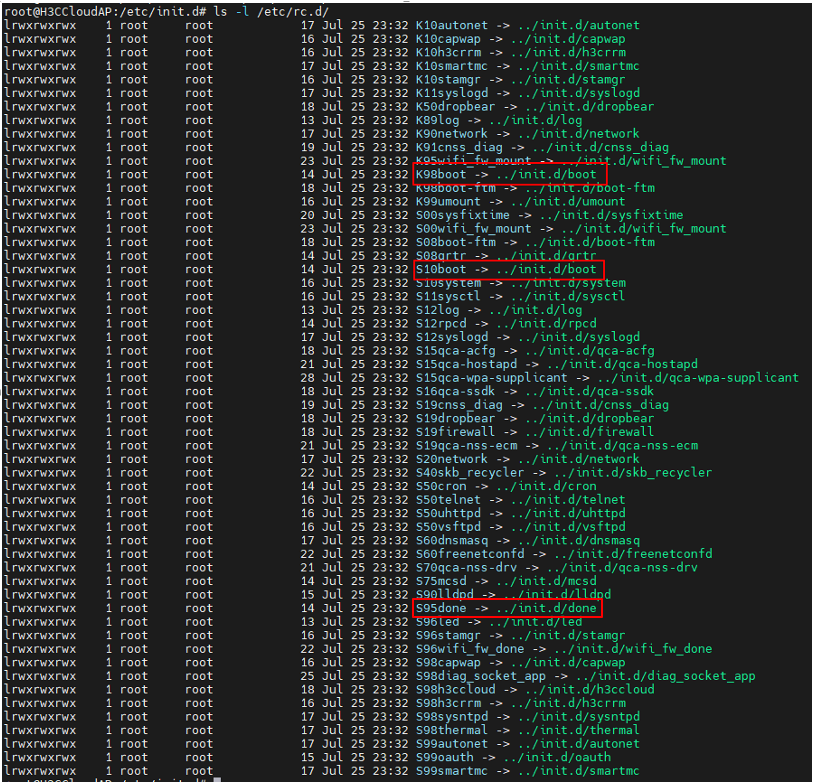 root@H3CCloudAP:/etc/init.d# ls -l /etc/rc.d/
lrwxrwxrwx 1 root root 17 Jul 25 23:32 K10autonet -> ../init.d/autonet
lrwxrwxrwx 1 root root 16 Jul 25 23:32 K10capwap -> ../init.d/capwap
lrwxrwxrwx 1 root root 16 Jul 25 23:32 K10h3crrm -> ../init.d/h3crrm
lrwxrwxrwx 1 root root 17 Jul 25 23:32 K10smartmc -> ../init.d/smartmc
lrwxrwxrwx 1 root root 16 Jul 25 23:32 K10stamgr -> ../init.d/stamgr
lrwxrwxrwx 1 root root 17 Jul 25 23:32 K11syslogd -> ../init.d/syslogd
lrwxrwxrwx 1 root root 18 Jul 25 23:32 K50dropbear -> ../init.d/dropbear
lrwxrwxrwx 1 root root 13 Jul 25 23:32 K89log -> ../init.d/log
lrwxrwxrwx 1 root root 17 Jul 25 23:32 K90network -> ../init.d/network
lrwxrwxrwx 1 root root 19 Jul 25 23:32 K91cnss_diag -> ../init.d/cnss_diag
lrwxrwxrwx 1 root root 23 Jul 25 23:32 K95wifi_fw_mount -> ../init.d/wifi_fw_mount
lrwxrwxrwx 1 root root 14 Jul 25 23:32 K98boot -> ../init.d/boot
lrwxrwxrwx 1 root root 18 Jul 25 23:32 K98boot-ftm -> ../init.d/boot-ftm
lrwxrwxrwx 1 root root 16 Jul 25 23:32 K99umount -> ../init.d/umount
lrwxrwxrwx 1 root root 20 Jul 25 23:32 S00sysfixtime -> ../init.d/sysfixtime
lrwxrwxrwx 1 root root 23 Jul 25 23:32 S00wifi_fw_mount -> ../init.d/wifi_fw_mount
lrwxrwxrwx 1 root root 18 Jul 25 23:32 S08boot-ftm -> ../init.d/boot-ftm
lrwxrwxrwx 1 root root 14 Jul 25 23:32 S08qrtr -> ../init.d/qrtr
lrwxrwxrwx 1 root root 14 Jul 25 23:32 S10boot -> ../init.d/boot
lrwxrwxrwx 1 root root 16 Jul 25 23:32 S10system -> ../init.d/system
lrwxrwxrwx 1 root root 16 Jul 25 23:32 S11sysctl -> ../init.d/sysctl
lrwxrwxrwx 1 root root 13 Jul 25 23:32 S12log -> ../init.d/log
lrwxrwxrwx 1 root root 14 Jul 25 23:32 S12rpcd -> ../init.d/rpcd
lrwxrwxrwx 1 root root 17 Jul 25 23:32 S12syslogd -> ../init.d/syslogd
lrwxrwxrwx 1 root root 18 Jul 25 23:32 S15qca-acfg -> ../init.d/qca-acfg
lrwxrwxrwx 1 root root 21 Jul 25 23:32 S15qca-hostapd -> ../init.d/qca-hostapd
lrwxrwxrwx 1 root root 28 Jul 25 23:32 S15qca-wpa-supplicant -> ../init.d/qca-wpa-supplicant
lrwxrwxrwx 1 root root 18 Jul 25 23:32 S16qca-ssdk -> ../init.d/qca-ssdk
lrwxrwxrwx 1 root root 19 Jul 25 23:32 S19cnss_diag -> ../init.d/cnss_diag
lrwxrwxrwx 1 root root 18 Jul 25 23:32 S19dropbear -> ../init.d/dropbear
lrwxrwxrwx 1 root root 18 Jul 25 23:32 S19firewall -> ../init.d/firewall
lrwxrwxrwx 1 root root 21 Jul 25 23:32 S19qca-nss-ecm -> ../init.d/qca-nss-ecm
lrwxrwxrwx 1 root root 17 Jul 25 23:32 S20network -> ../init.d/network
lrwxrwxrwx 1 root root 22 Jul 25 23:32 S40skb_recycler -> ../init.d/skb_recycler
lrwxrwxrwx 1 root root 14 Jul 25 23:32 S50cron -> ../init.d/cron
lrwxrwxrwx 1 root root 16 Jul 25 23:32 S50telnet -> ../init.d/telnet
lrwxrwxrwx 1 root root 16 Jul 25 23:32 S50uhttpd -> ../init.d/uhttpd
lrwxrwxrwx 1 root root 16 Jul 25 23:32 S50vsftpd -> ../init.d/vsftpd
lrwxrwxrwx 1 root root 17 Jul 25 23:32 S60dnsmasq -> ../init.d/dnsmasq
lrwxrwxrwx 1 root root 22 Jul 25 23:32 S60freenetconfd -> ../init.d/freenetconfd
lrwxrwxrwx 1 root root 21 Jul 25 23:32 S70qca-nss-drv -> ../init.d/qca-nss-drv
lrwxrwxrwx 1 root root 14 Jul 25 23:32 S75mcsd -> ../init.d/mcsd
lrwxrwxrwx 1 root root 15 Jul 25 23:32 S90lldpd -> ../init.d/lldpd
lrwxrwxrwx 1 root root 14 Jul 25 23:32 S95done -> ../init.d/done
lrwxrwxrwx 1 root root 13 Jul 25 23:32 S96led -> ../init.d/led
lrwxrwxrwx 1 root root 16 Jul 25 23:32 S96stamgr -> ../init.d/stamgr
lrwxrwxrwx 1 root root 22 Jul 25 23:32 S96wifi_fw_done -> ../init.d/wifi_fw_done
lrwxrwxrwx 1 root root 16 Jul 25 23:32 S98capwap -> ../init.d/capwap
lrwxrwxrwx 1 root root 25 Jul 25 23:32 S98diag_socket_app -> ../init.d/diag_socket_app
lrwxrwxrwx 1 root root 18 Jul 25 23:32 S98h3ccloud -> ../init.d/h3ccloud
lrwxrwxrwx 1 root root 16 Jul 25 23:32 S98h3crrm -> ../init.d/h3crrm
lrwxrwxrwx 1 root root 17 Jul 25 23:32 S98sysntpd -> ../init.d/sysntpd
lrwxrwxrwx 1 root root 17 Jul 25 23:32 S98thermal -> ../init.d/thermal
lrwxrwxrwx 1 root root 17 Jul 25 23:32 S99autonet -> ../init.d/autonet
lrwxrwxrwx 1 root root 15 Jul 25 23:32 S99oauth -> ../init.d/oauth
lrwxrwxrwx 1 root root 17 Jul 25 23:32 S99smartmc -> ../init.d/smartmc
root@H3CCloudAP:/etc/init.d#